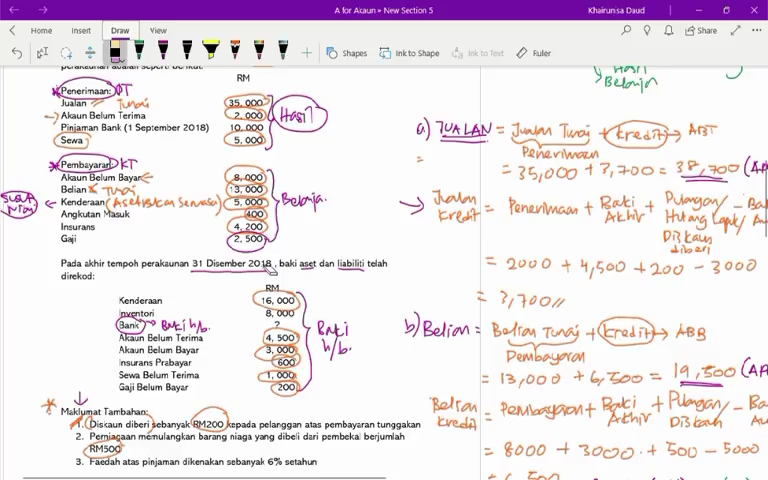 A for Akaun » New Section 5
Khairunisa Daud
Home Insert Draw View
Share
Shapes Ink to Shape Ink to Text Ruler
perakaunan adalah seperti berikut:
RM
* Penerimaan: DT
Jualan Tunai 35, 000
Akaun Belum Terima 2, 000
Pinjaman Bank (1 September 2018) 10, 000
Sewa 5, 000
Hasil
* Pembayaran: KT
Akaun Belum Bayar 8, 000
Belian Tunai 13, 000
Kenderaan (Aset Bukan Semasa) 5, 000
Angkutan Masuk 400
Insurans 4, 200
Gaji 2, 500
Belanja
Pada akhir tempoh perakaunan 31 Disember 2018, baki aset dan liabiliti telah
direkod:
RM
Kenderaan 16, 000
Inventori 8, 000
Bank → Baki h/b. ?
Akaun Belum Terima 4, 500
Akaun Belum Bayar 3, 000
Insurans Prabayar 600
Sewa Belum Terima 1, 000
Gaji Belum Bayar 200
Baki
h/b.
* Maklumat Tambahan:
1. Diskaun diberi sebanyak RM200 kepada pelanggan atas pembayaran tunggakan
2. Perniagaan memulangkan barang niaga yang dibeli dari pembekal berjumlah
RM500
3. Faedah atas pinjaman dikenakan sebanyak 6% setahun
Hasil
Belanja
a) JUALAN = Jualan Tunai + Kredit → ABT
= Penerimaan
= 35,000 + 3,700 = 38,700
Jualan Kredit = Penerimaan + Baki Akhir + Pulangan/ Hutang Lapuk/ Diskaun diberi -
= 2000 + 4,500 + 200 - 3000
= 3,700 //
b) Belian = Belian Tunai + Kredit → ABB
Pembayaran
= 13,000 + 6,500 = 19,500
Belian Kredit = Pembayaran + Baki Akhir + Pulangan/ Diskaun -
= 8000 + 3000 + 500 - 5000